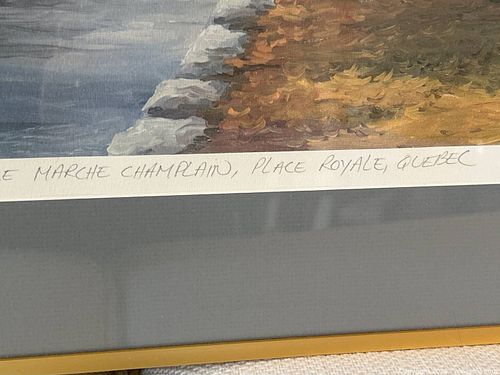 E MARCHE CHAMPLAIN, PLACE ROYALE, QUEBEC